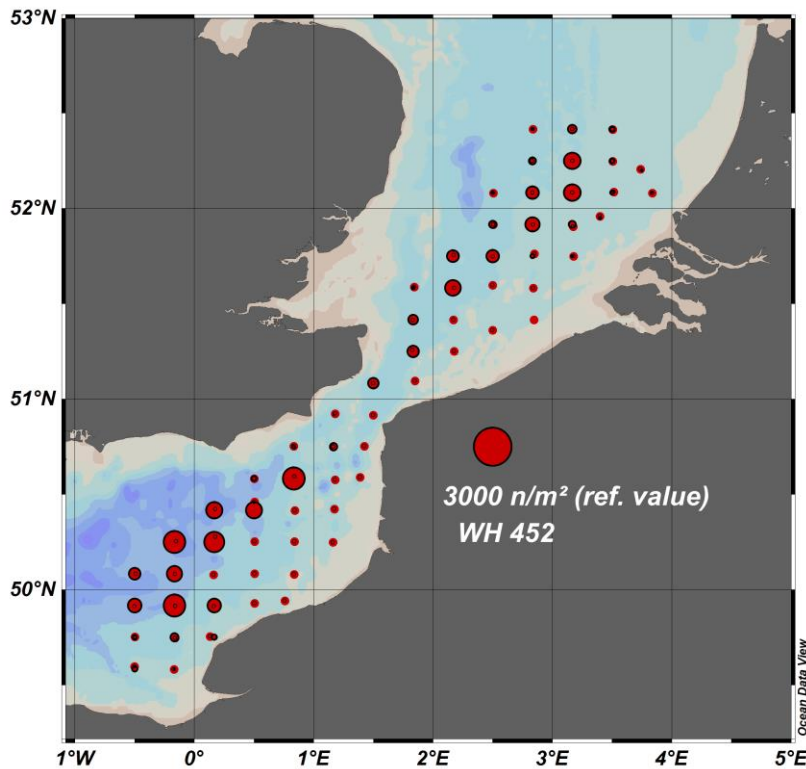 53°N
52°N
51°N
50°N
3000 n/m² (ref. value)
WH 452
Ocean Data View
1°W 0° 1°E 2°E 3°E 4°E 5°E